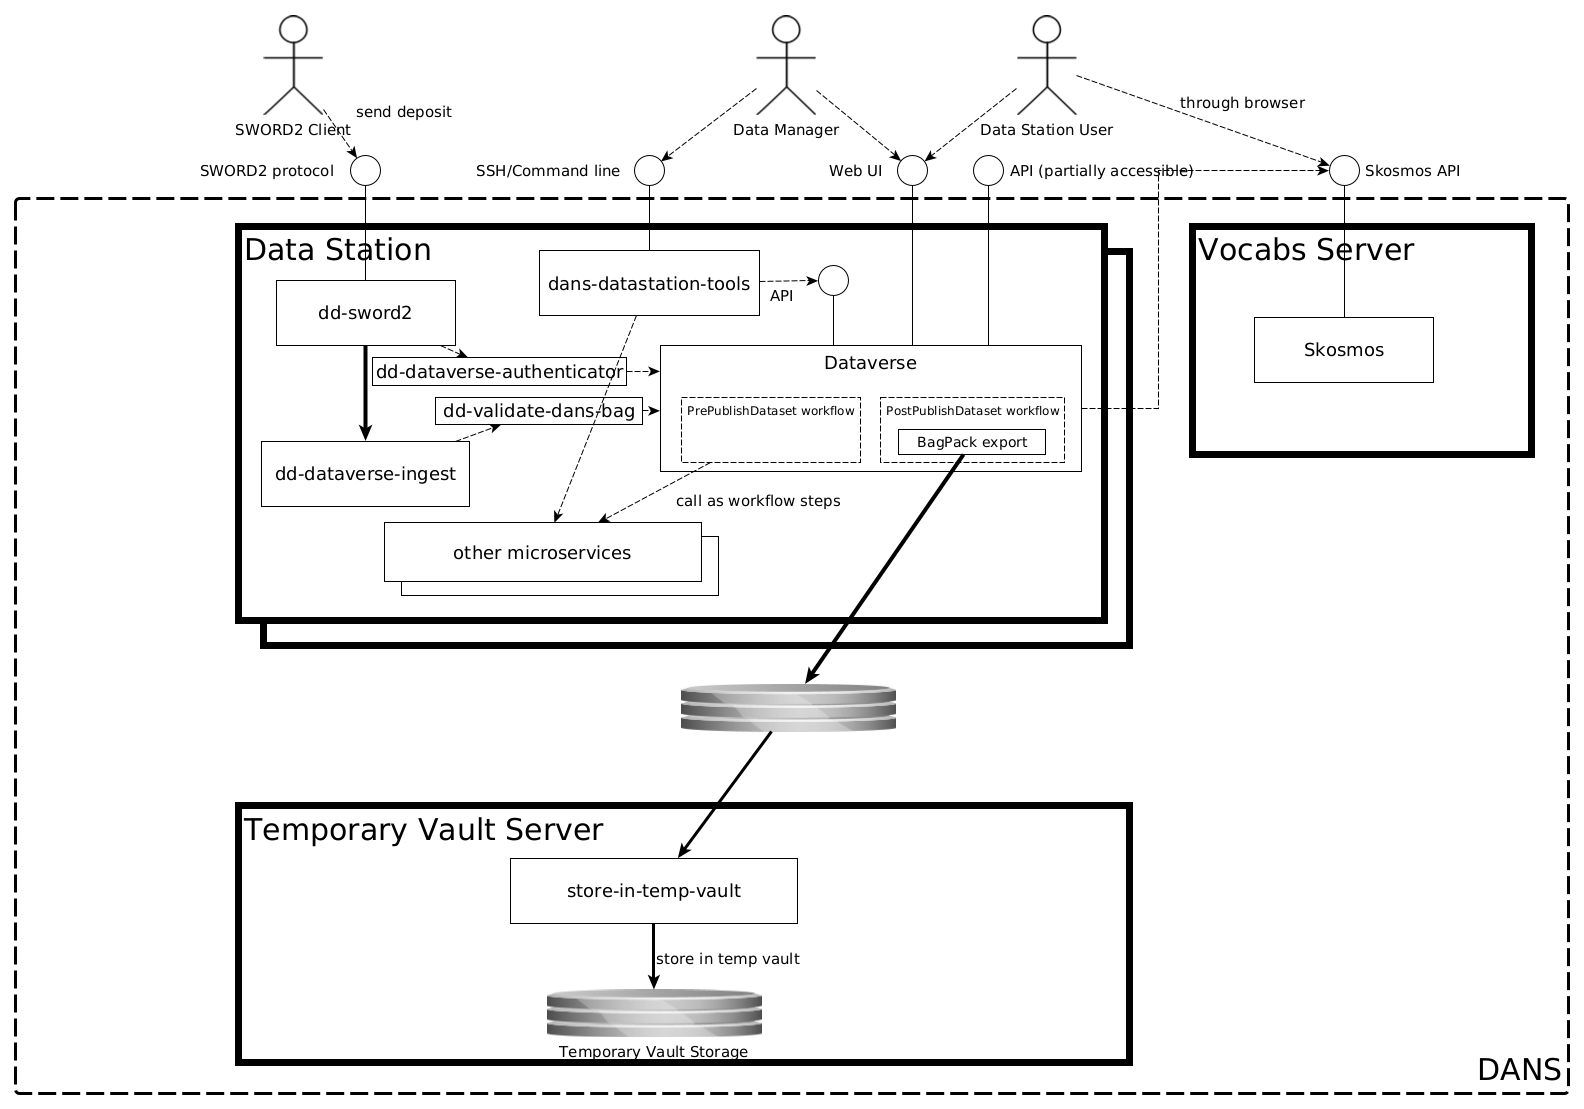 send deposit
through browser
SWORD2 Client
Data Manager
Data Station User
SWORD2 protocol
SSH/Command line
Web UI
API (partially accessible)
Skosmos API
Data Station
Vocabs Server
dans-datastation-tools
API
dd-sword2
Skosmos
Dataverse
dd-dataverse-authenticator
dd-validate-dans-bag
PrePublishDataset workflow
PostPublishDataset workflow
BagPack export
dd-dataverse-ingest
call as workflow steps
other microservices
Temporary Vault Server
store-in-temp-vault
store in temp vault
Temporary Vault Storage
DANS